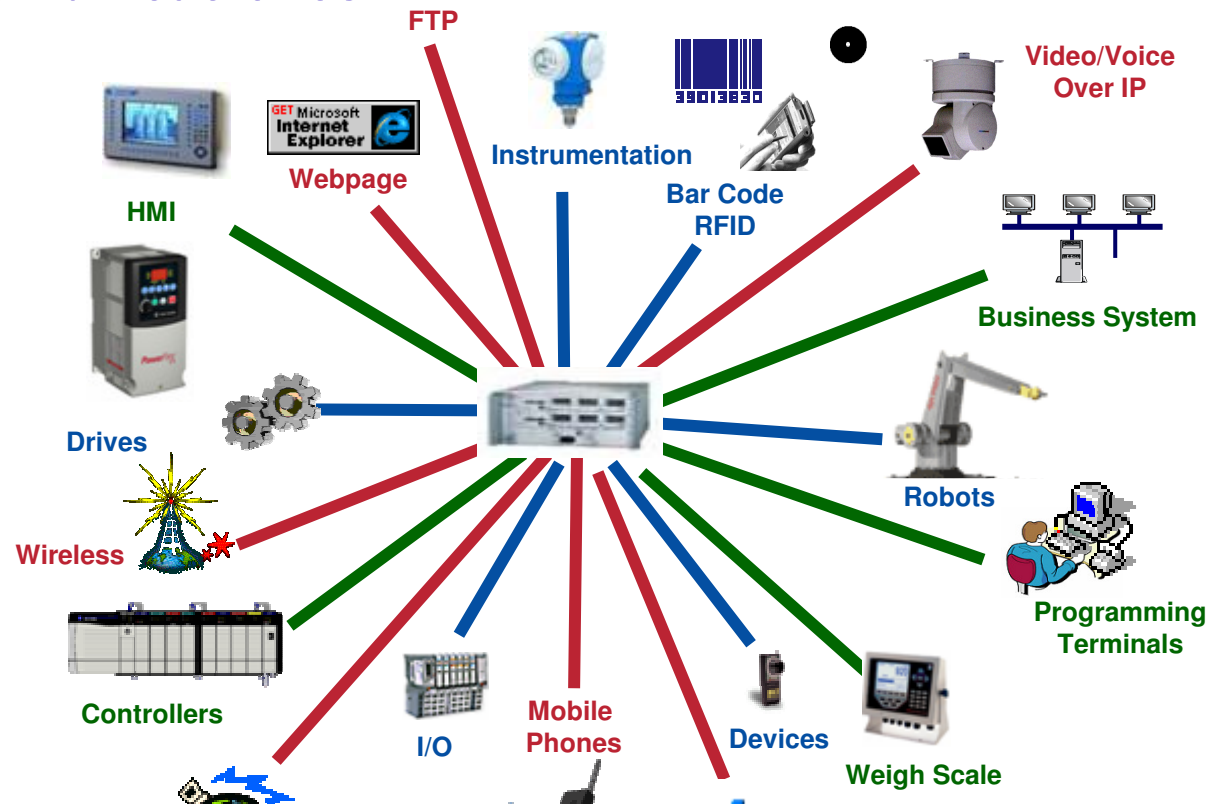 FTP
Video/Voice
Over IP
39013830
GET Microsoft
Internet
Explorer
Instrumentation
Webpage
Bar Code
RFID
HMI
Business System
PowerFlex
Drives
Robots
Wireless
Programming
Terminals
Controllers
Mobile
Phones
I/O
Devices
Weigh Scale